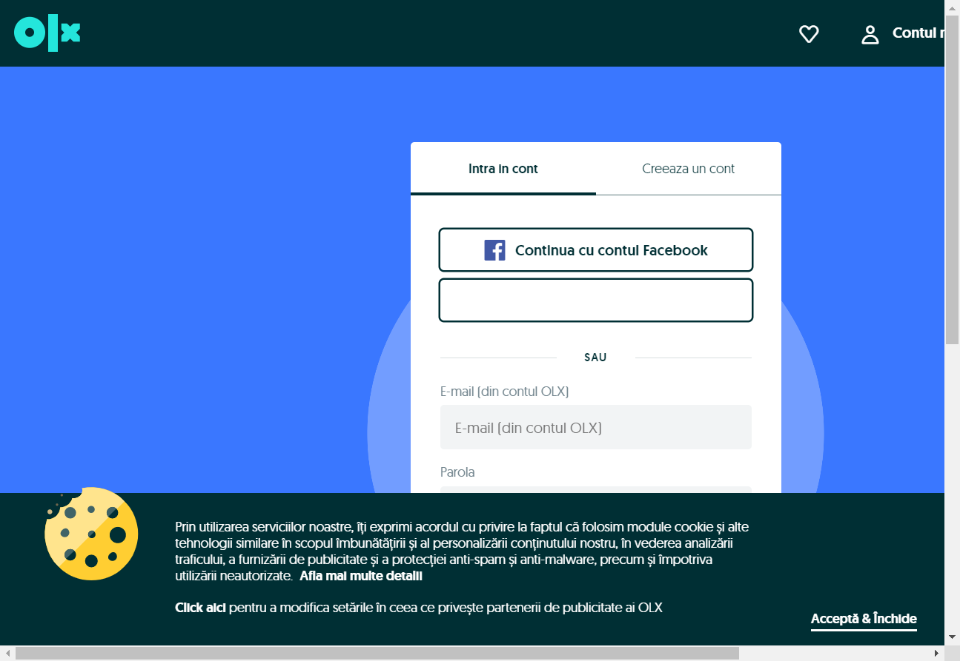 olx
Contul
Intra in cont
Creeaza un cont
Continua cu contul Facebook
SAU
E-mail (din contul OLX)
E-mail (din contul OLX)
Parola
Prin utilizarea serviciilor noastre, îți exprimi acordul cu privire la faptul că folosim module cookie și alte
tehnologii similare în scopul îmbunătățirii și al personalizării conținutului nostru, în vederea analizării
traficului, a furnizării de publicitate și a protecției anti-spam și anti-malware, precum și împotriva
utilizării neautorizate. Afla mai multe detalii
Click aici pentru a modifica setările în ceea ce privește partenerii de publicitate ai OLX
Acceptă & Închide